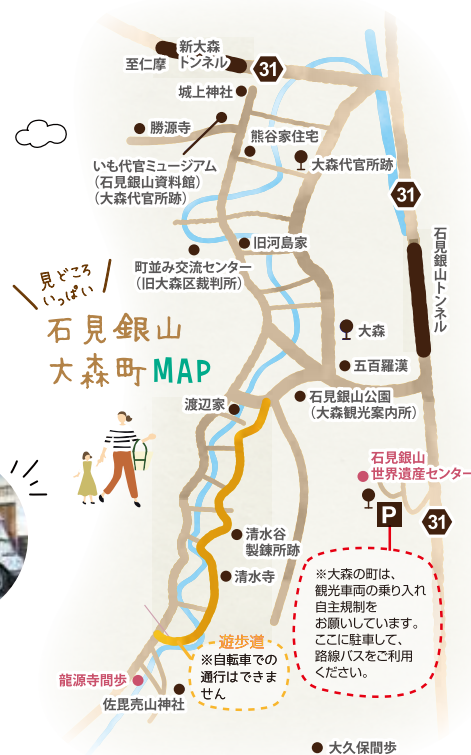 新大森
トンネル
至仁摩
31
城上神社
勝源寺
熊谷家住宅
いも代官ミュージアム
(石見銀山資料館)
(大森代官所跡)
大森代官所跡
31
石見銀山トンネル
旧河島家
町並み交流センター
(旧大森区裁判所)
見どころ
いっぱい
石見銀山
大森町MAP
大森
五百羅漢
渡辺家
石見銀山公園
(大森観光案内所)
石見銀山
世界遺産センター
P
31
清水谷
製錬所跡
清水寺
※大森の町は、
観光車両の乗り入れ
自主規制を
お願いしています。
ここに駐車して、
路線バスをご利用
ください。
遊歩道
※自転車での
通行はできま
せん
龍源寺間歩
佐毘売山神社
大久保間歩